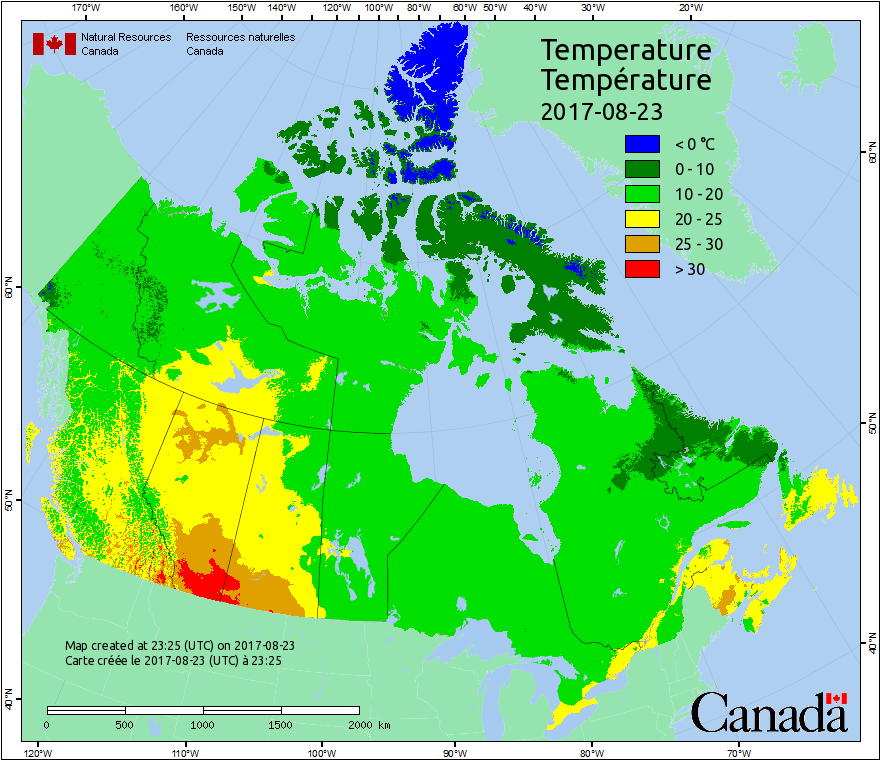 170°W 160°W 150°W 140°W 130°W 120°W 110°W 100°W 90°W 80°W 70°W 60°W 50°W 40°W 30°W 20°W
Natural Resources Canada
Ressources naturelles Canada
Temperature
Température
2017-08-23
< 0 °C
0 - 10
10 - 20
20 - 25
25 - 30
> 30
60°N
50°N
40°N
60°N
50°N
40°N
Map created at 23:25 (UTC) on 2017-08-23
Carte créée le 2017-08-23 (UTC) à 23:25
0 500 1000 1500 2000 km
Canada
120°W 110°W 100°W 90°W 80°W 70°W